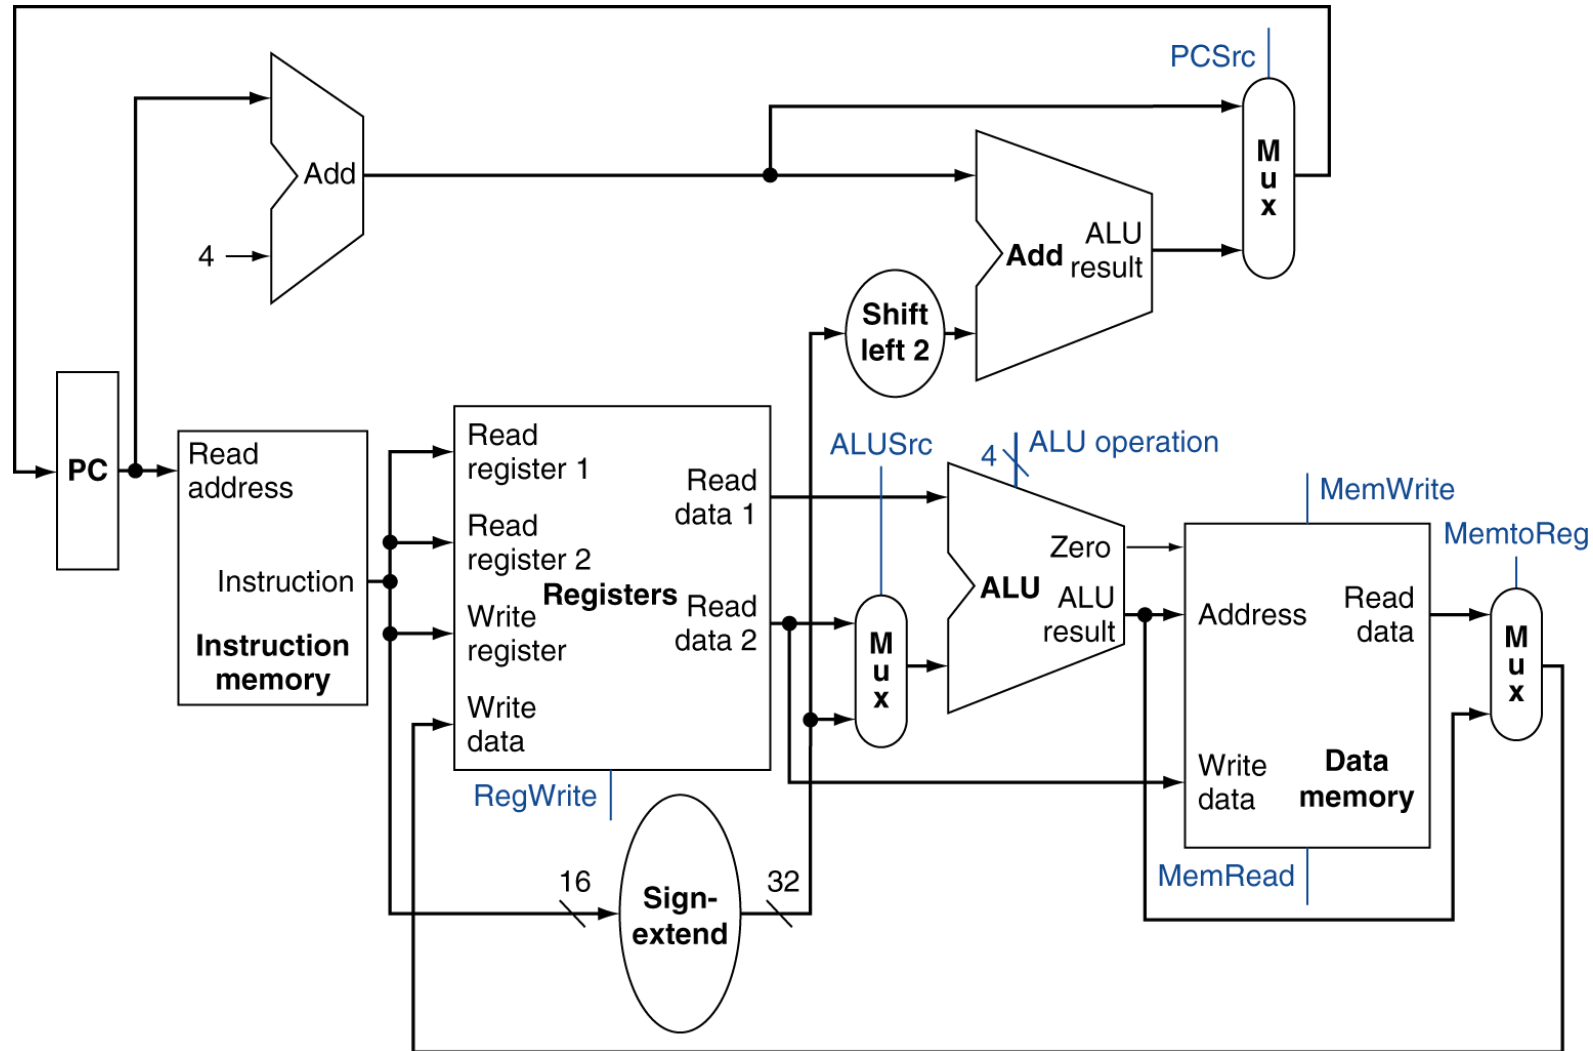 PCSrc
M
u
x
Add
4
Add
ALU
result
Shift
left 2
PC
Read
address
Instruction
Instruction
memory
Read
register 1
Read
register 2
Write
register
Write
data
Registers
Read
data 1
Read
data 2
RegWrite
16
Sign-
extend
32
ALUSrc
M
u
x
4
ALU operation
Zero
ALU
ALU
result
MemWrite
Address
Read
data
Write
data
Data
memory
MemRead
MemtoReg
M
u
x